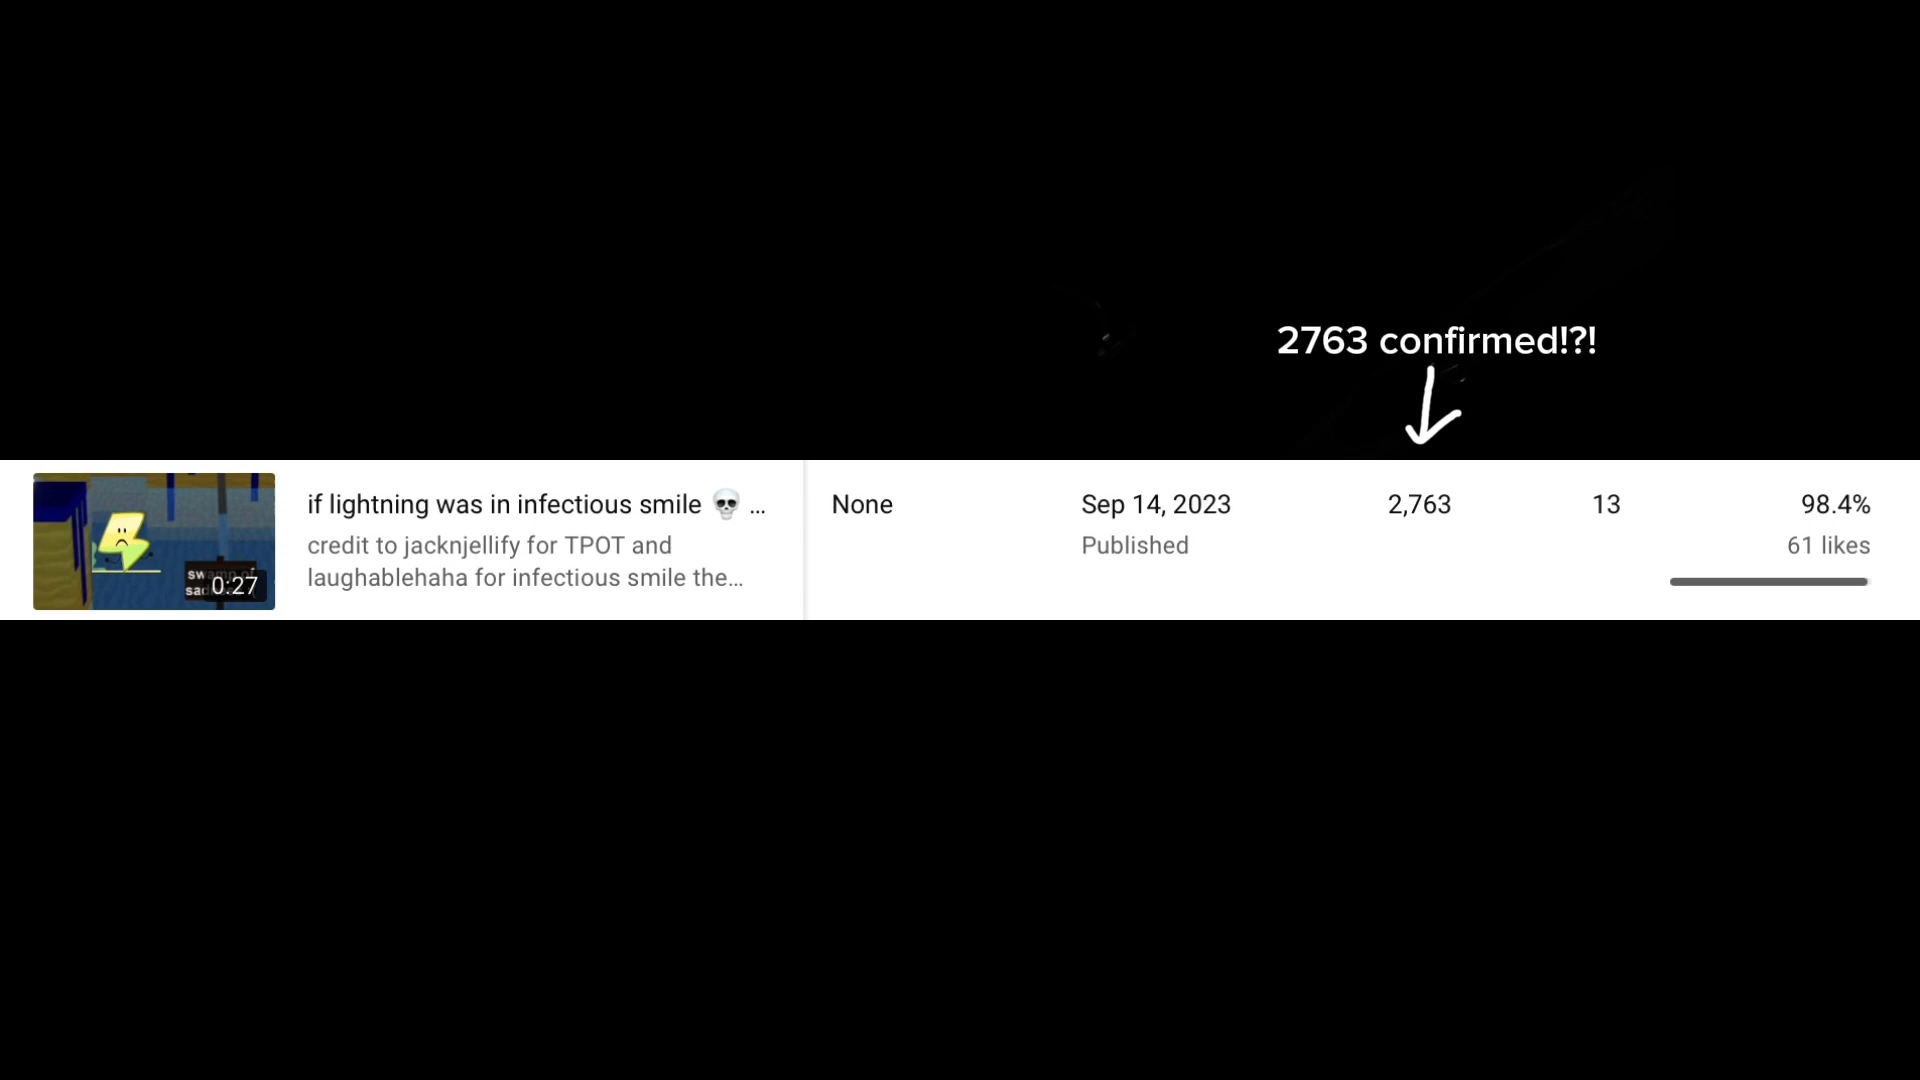 2763 confirmed!?!
if lightning was in infectious smile 💀 ...
credit to jacknjellify for TPOT and
laughablehaha for infectious smile the...
0:27
None
Sep 14, 2023
Published
2,763
13
98.4%
61 likes